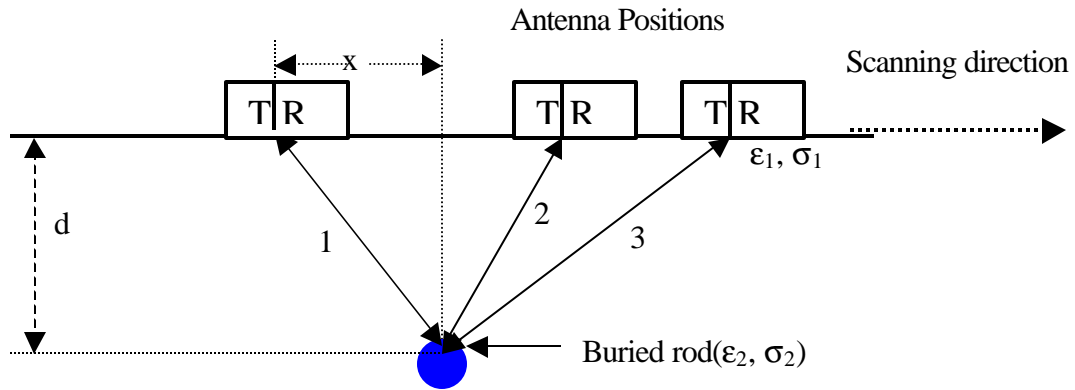 Antenna Positions
x
Scanning direction
T R
T R
T R
ε₁, σ₁
d
1
2
3
Buried rod(ε₂, σ₂)